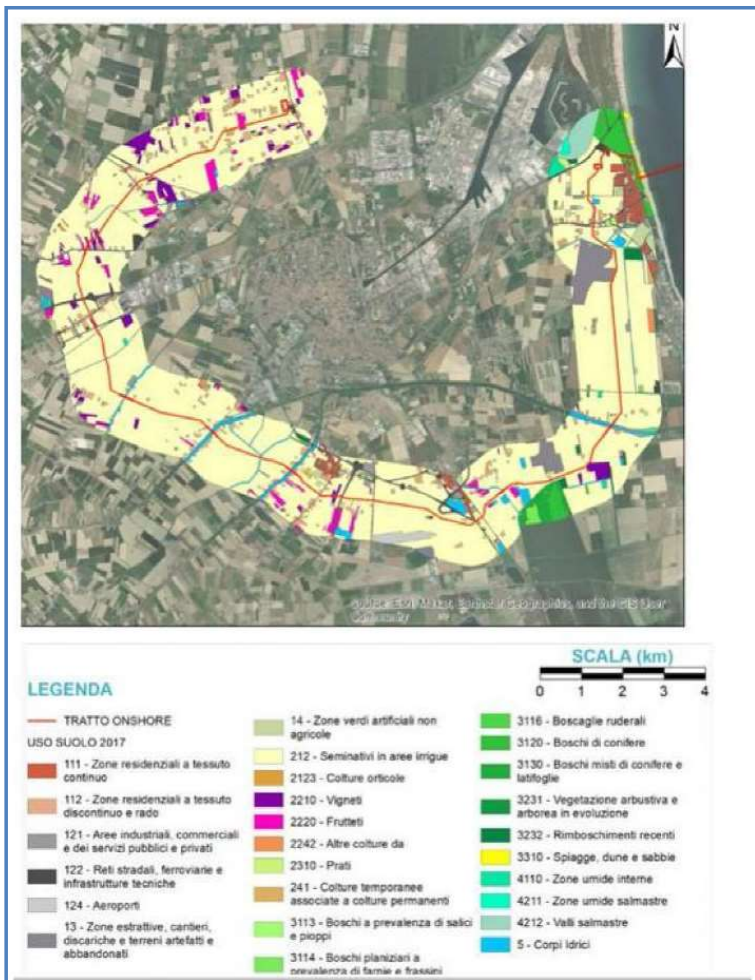 N
Source: Esri, Maxar, Earthstar Geographics, and the GIS User
Community
SCALA (km)
0 1 2 3 4
LEGENDA
TRATTO ONSHORE
USO SUOLO 2017
111 - Zone residenziali a tessuto
continuo
112 - Zone residenziali a tessuto
discontinuo e rado
121 - Aree industriali, commerciali
e dei servizi pubblici e privati
122 - Reti stradali, ferroviarie e
infrastrutture tecniche
124 - Aeroporti
13 - Zone estrattive, cantieri,
discariche e terreni artefatti e
abbandonati
14 - Zone verdi artificiali non
agricole
212 - Seminativi in aree irrigue
2123 - Colture orticole
2210 - Vigneti
2220 - Frutteti
2242 - Altre colture da
2310 - Prati
241 - Colture temporanee
associate a colture permanenti
3113 - Boschi a prevalenza di salici
e pioppi
3114 - Boschi planiziari a
prevalenza di farnie e frassini
3116 - Boscaglie ruderali
3120 - Boschi di conifere
3130 - Boschi misti di conifere e
latifoglie
3231 - Vegetazione arbustiva e
arborea in evoluzione
3232 - Rimboschimenti recenti
3310 - Spiagge, dune e sabbie
4110 - Zone umide interne
4211 - Zone umide salmastre
4212 - Valli salmastre
5 - Corpi Idrici